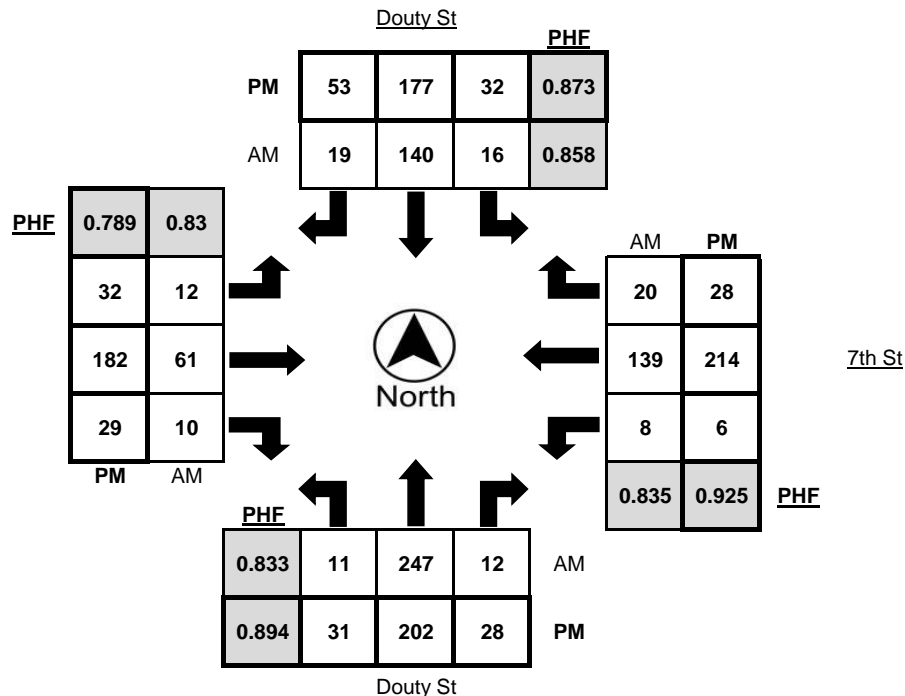 Douty St
PHF
PM 53 177 32 0.873
AM 19 140 16 0.858
PHF 0.789 0.83
32 12
182 61
29 10
PM AM
North
AM PM
20 28
139 214
8 6
0.835 0.925 PHF
7th St
PHF
0.833 11 247 12 AM
0.894 31 202 28 PM
Douty St